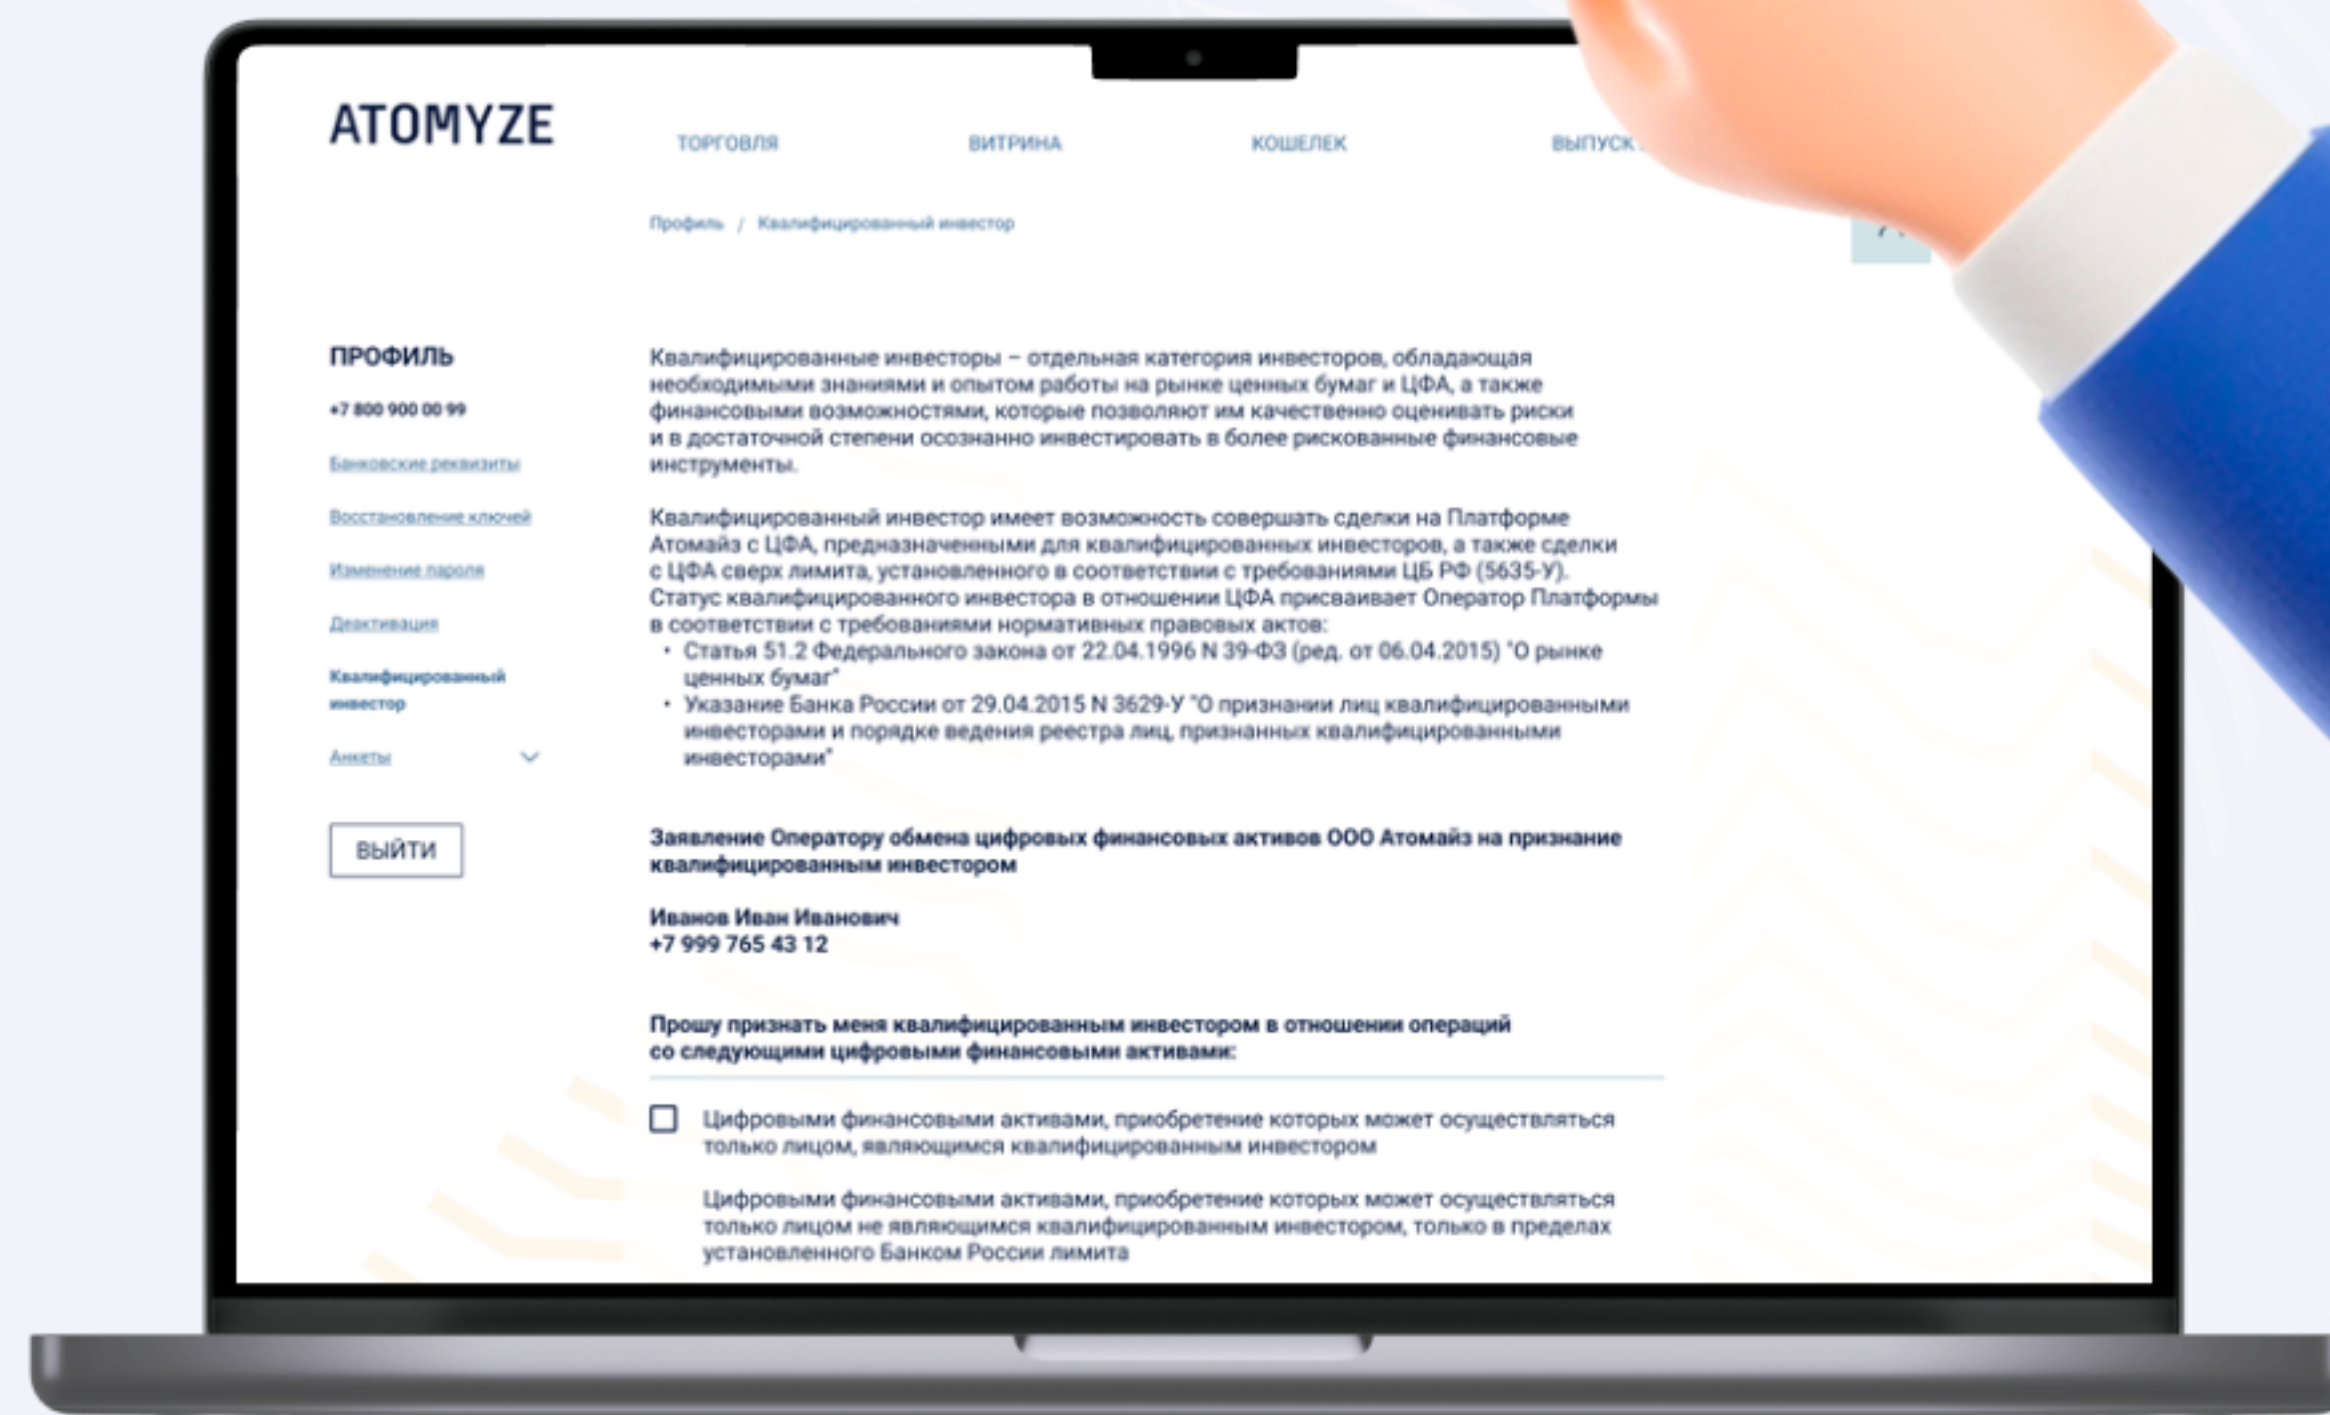 ATOMYZE
ТОРГОВЛЯ
ВИТРИНА
КОШЕЛЕК
ВЫПУСК
Профиль / Квалифицированный инвестор
ПРОФИЛЬ
+7 800 900 00 99
Банковские реквизиты
Восстановление ключей
Изменение пароля
Деактивация
Квалифицированный
инвестор
Анкеты
ВЫЙТИ
Квалифицированные инвесторы – отдельная категория инвесторов, обладающая
необходимыми знаниями и опытом работы на рынке ценных бумаг и ЦФА, а также
финансовыми возможностями, которые позволяют им качественно оценивать риски
и в достаточной степени осознанно инвестировать в более рискованные финансовые
инструменты.
Квалифицированный инвестор имеет возможность совершать сделки на Платформе
Атомайз с ЦФА, предназначенными для квалифицированных инвесторов, а также сделки
с ЦФА сверх лимита, установленного в соответствии с требованиями ЦБ РФ (5635-У).
Статус квалифицированного инвестора в отношении ЦФА присваивает Оператор Платформы
в соответствии с требованиями нормативных правовых актов:
• Статья 51.2 Федерального закона от 22.04.1996 N 39-ФЗ (ред. от 06.04.2015) "О рынке
ценных бумаг"
• Указание Банка России от 29.04.2015 N 3629-У "О признании лиц квалифицированными
инвесторами и порядке ведения реестра лиц, признанных квалифицированными
инвесторами"
Заявление Оператору обмена цифровых финансовых активов ООО Атомайз на признание
квалифицированным инвестором
Иванов Иван Иванович
+7 999 765 43 12
Прошу признать меня квалифицированным инвестором в отношении операций
со следующими цифровыми финансовыми активами:
Цифровыми финансовыми активами, приобретение которых может осуществляться
только лицом, являющимся квалифицированным инвестором
Цифровыми финансовыми активами, приобретение которых может осуществляться
только лицом не являющимся квалифицированным инвестором, только в пределах
установленного Банком России лимита